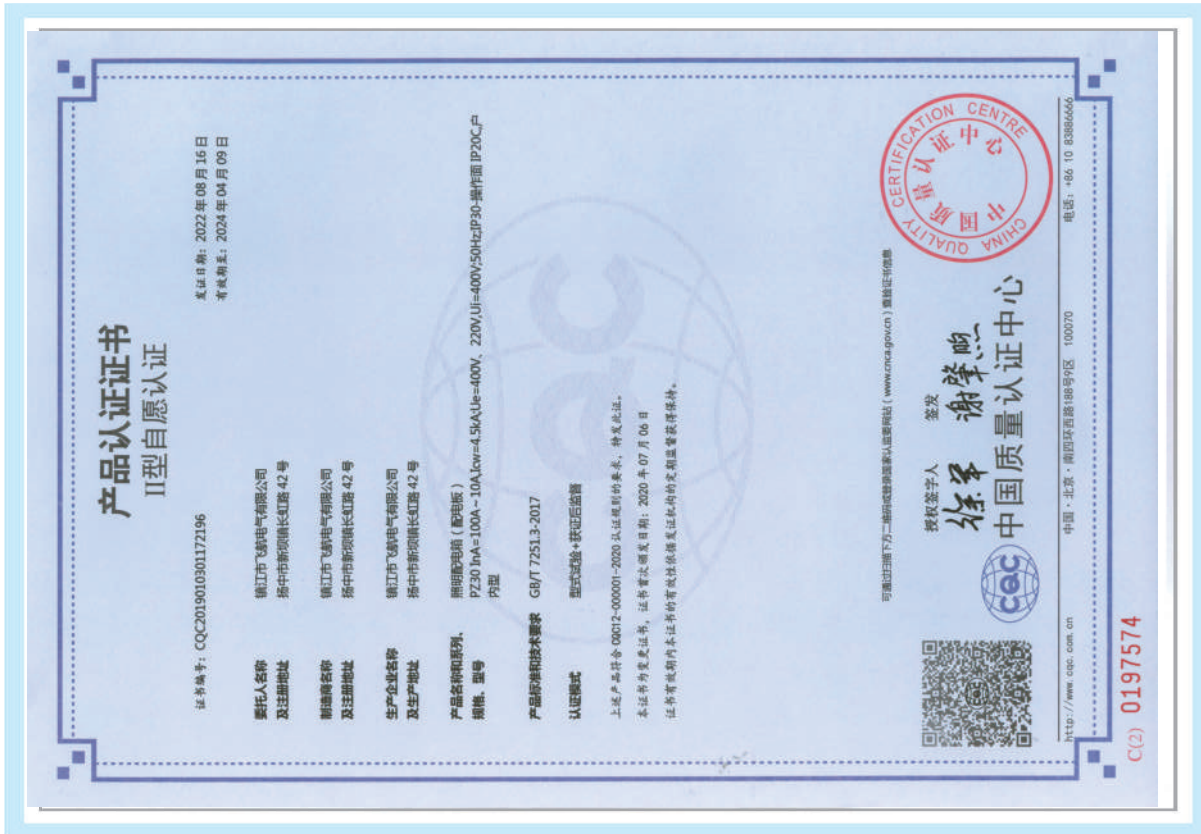 产品认证证书
II型自愿认证
证书编号：CQC2019010301172196
发证日期：2022年08月16日
有效期至：2024年04月09日
委托人名称
及注册地址
镇江市飞航电气有限公司
扬中市新坝镇长虹路42号
制造商名称
及注册地址
镇江市飞航电气有限公司
扬中市新坝镇长虹路42号
生产企业名称
及生产地址
镇江市飞航电气有限公司
扬中市新坝镇长虹路42号
产品名称和系列、
规格、型号
照明配电箱（配电板）
PZ30 InA=100A～10A,Icw=4.5kA,Ue=400V、220V,Ui=400V;50Hz;IP30-操作面IP20C,户
内型
产品标准和技术要求 GB/T 7251.3-2017
认证模式 型式试验+获证后监督
上述产品符合CQC12-000001-2020认证规则的要求，特发此证。
本证书为变更证书，证书首次颁发日期：2020年07月06日
证书有效期内本证书的有效性依据发证机构的定期监督获得保持。
可通过扫描下方二维码或登录国家认监委网站（www.cnca.gov.cn）查验证书信息
授权签字人 签发
CQC
中国质量认证中心
CHINA QUALITY CERTIFICATION CENTRE
中国质量认证中心
http://www.cqc.com.cn 中国·北京·南四环西路188号9区 100070 电话：+86 10 83886666
C(2) 0197574
CQC